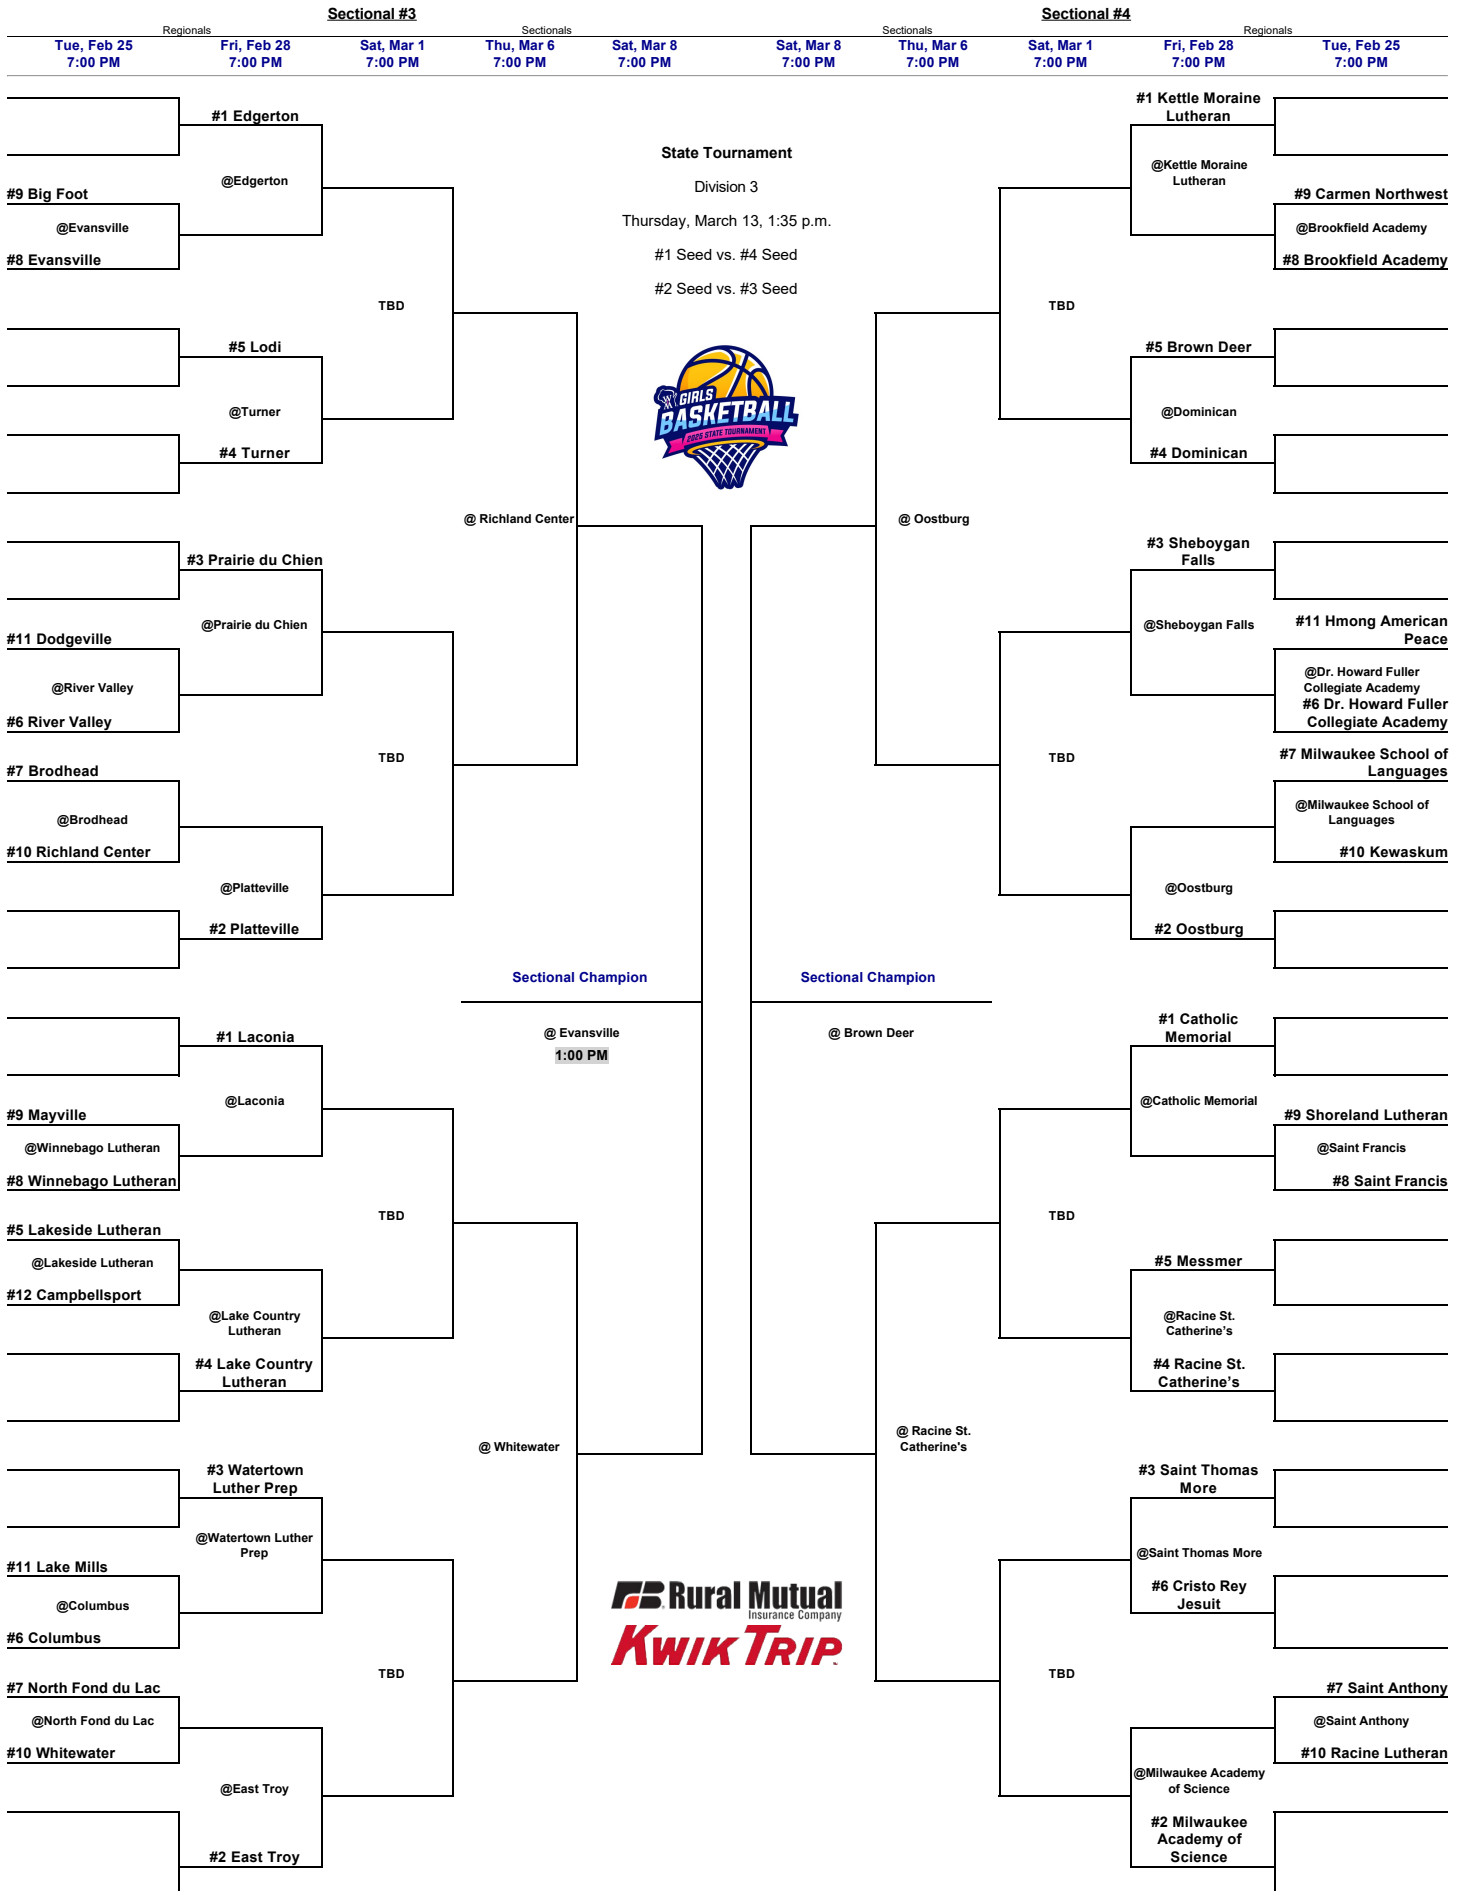 Sectional #3
Sectional #4
Regionals
Sectionals
Sectionals
Regionals
Tue, Feb 25
7:00 PM
Fri, Feb 28
7:00 PM
Sat, Mar 1
7:00 PM
Thu, Mar 6
7:00 PM
Sat, Mar 8
7:00 PM
Sat, Mar 8
7:00 PM
Thu, Mar 6
7:00 PM
Sat, Mar 1
7:00 PM
Fri, Feb 28
7:00 PM
Tue, Feb 25
7:00 PM
#1 Edgerton
@Edgerton
#9 Big Foot
@Evansville
#8 Evansville
TBD
#5 Lodi
@Turner
#4 Turner
@ Richland Center
#3 Prairie du Chien
@Prairie du Chien
#11 Dodgeville
@River Valley
#6 River Valley
TBD
#7 Brodhead
@Brodhead
#10 Richland Center
@Platteville
#2 Platteville
Sectional Champion
@ Evansville
1:00 PM
#1 Laconia
@Laconia
#9 Mayville
@Winnebago Lutheran
#8 Winnebago Lutheran
TBD
#5 Lakeside Lutheran
@Lakeside Lutheran
#12 Campbellsport
@Lake Country
Lutheran
#4 Lake Country
Lutheran
@ Whitewater
#3 Watertown
Luther Prep
@Watertown Luther
Prep
#11 Lake Mills
@Columbus
#6 Columbus
TBD
#7 North Fond du Lac
@North Fond du Lac
#10 Whitewater
@East Troy
#2 East Troy
State Tournament
Division 3
Thursday, March 13, 1:35 p.m.
#1 Seed vs. #4 Seed
#2 Seed vs. #3 Seed
GIRLS
BASKETBALL
2025 STATE TOURNAMENT
Rural Mutual
Insurance Company
KWIK TRIP
#1 Kettle Moraine
Lutheran
@Kettle Moraine
Lutheran
#9 Carmen Northwest
@Brookfield Academy
#8 Brookfield Academy
TBD
#5 Brown Deer
@Dominican
#4 Dominican
@ Oostburg
#3 Sheboygan
Falls
@Sheboygan Falls
#11 Hmong American
Peace
@Dr. Howard Fuller
Collegiate Academy
#6 Dr. Howard Fuller
Collegiate Academy
TBD
#7 Milwaukee School of
Languages
@Milwaukee School of
Languages
#10 Kewaskum
@Oostburg
#2 Oostburg
Sectional Champion
@ Brown Deer
#1 Catholic
Memorial
@Catholic Memorial
#9 Shoreland Lutheran
@Saint Francis
#8 Saint Francis
TBD
#5 Messmer
@Racine St.
Catherine’s
#4 Racine St.
Catherine’s
@ Racine St.
Catherine's
#3 Saint Thomas
More
@Saint Thomas More
#6 Cristo Rey
Jesuit
TBD
#7 Saint Anthony
@Saint Anthony
#10 Racine Lutheran
@Milwaukee Academy
of Science
#2 Milwaukee
Academy of
Science